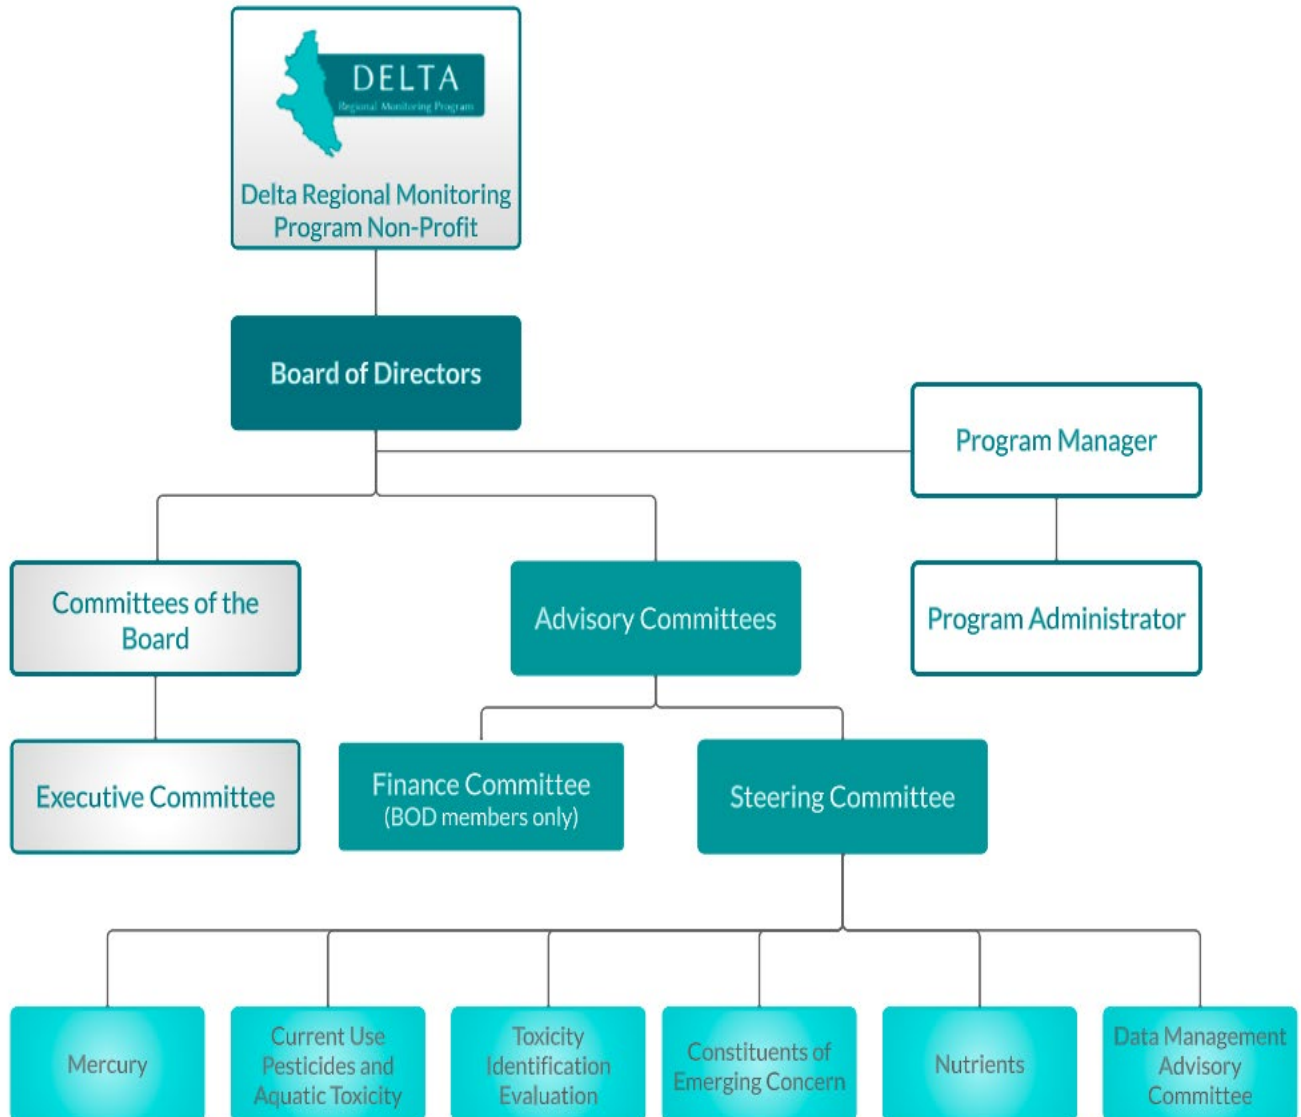 DELTA
Regional Monitoring Program
Delta Regional Monitoring
Program Non-Profit
Board of Directors
Program Manager
Committees of the
Board
Advisory Committees
Program Administrator
Executive Committee
Finance Committee
(BOD members only)
Steering Committee
Mercury
Current Use
Pesticides and
Aquatic Toxicity
Toxicity
Identification
Evaluation
Constituents of
Emerging Concern
Nutrients
Data Management
Advisory
Committee